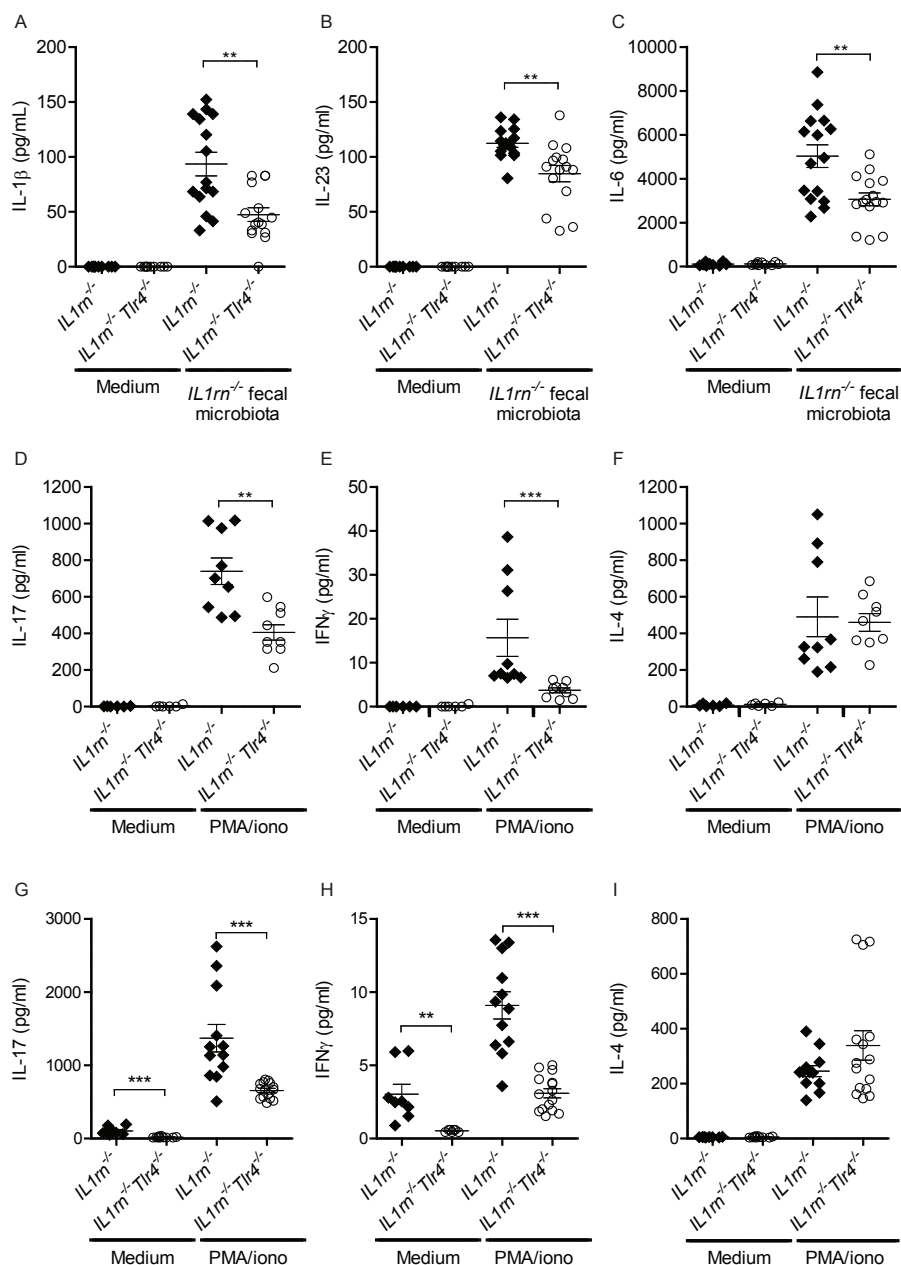 A
IL-1β (pg/mL)
200
150
100
50
0
**
IL1rn-/-
IL1rn-/- Tlr4-/-
IL1rn-/-
IL1rn-/- Tlr4-/-
Medium
IL1rn-/- fecal
microbiota
B
IL-23 (pg/ml)
200
150
100
50
0
**
IL1rn-/-
IL1rn-/- Tlr4-/-
IL1rn-/-
IL1rn-/- Tlr4-/-
Medium
IL1rn-/- fecal
microbiota
C
IL-6 (pg/ml)
10000
8000
6000
4000
2000
0
**
IL1rn-/-
IL1rn-/- Tlr4-/-
IL1rn-/-
IL1rn-/- Tlr4-/-
Medium
IL1rn-/- fecal
microbiota
D
IL-17 (pg/ml)
1200
1000
800
600
400
200
0
**
IL1rn-/-
IL1rn-/- Tlr4-/-
IL1rn-/-
IL1rn-/- Tlr4-/-
Medium
PMA/iono
E
IFNγ (pg/ml)
50
40
30
20
10
0
***
IL1rn-/-
IL1rn-/- Tlr4-/-
IL1rn-/-
IL1rn-/- Tlr4-/-
Medium
PMA/iono
F
IL-4 (pg/ml)
1200
1000
800
600
400
200
0
IL1rn-/-
IL1rn-/- Tlr4-/-
IL1rn-/-
IL1rn-/- Tlr4-/-
Medium
PMA/iono
G
IL-17 (pg/ml)
3000
2000
1000
0
***
***
IL1rn-/-
IL1rn-/- Tlr4-/-
IL1rn-/-
IL1rn-/- Tlr4-/-
Medium
PMA/iono
H
IFNγ (pg/ml)
15
10
5
0
**
***
IL1rn-/-
IL1rn-/- Tlr4-/-
IL1rn-/-
IL1rn-/- Tlr4-/-
Medium
PMA/iono
I
IL-4 (pg/ml)
800
600
400
200
0
IL1rn-/-
IL1rn-/- Tlr4-/-
IL1rn-/-
IL1rn-/- Tlr4-/-
Medium
PMA/iono